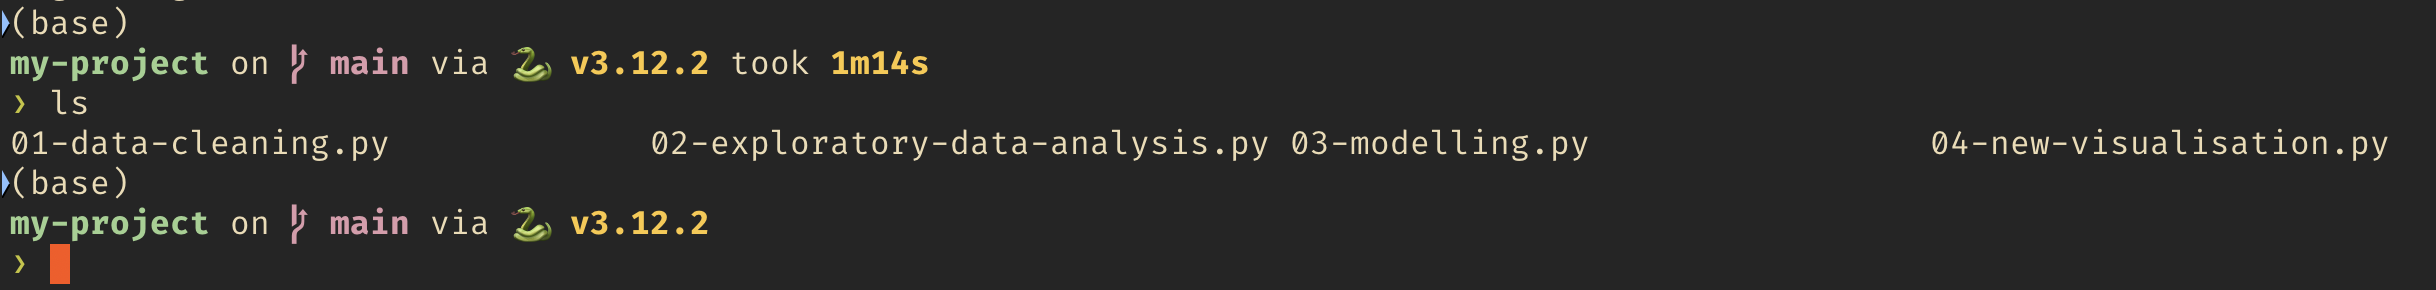 (base)
my-project on main via 🐍 v3.12.2 took 1m14s
❯ ls
01-data-cleaning.py 02-exploratory-data-analysis.py 03-modelling.py 04-new-visualisation.py
(base)
my-project on main via 🐍 v3.12.2
❯